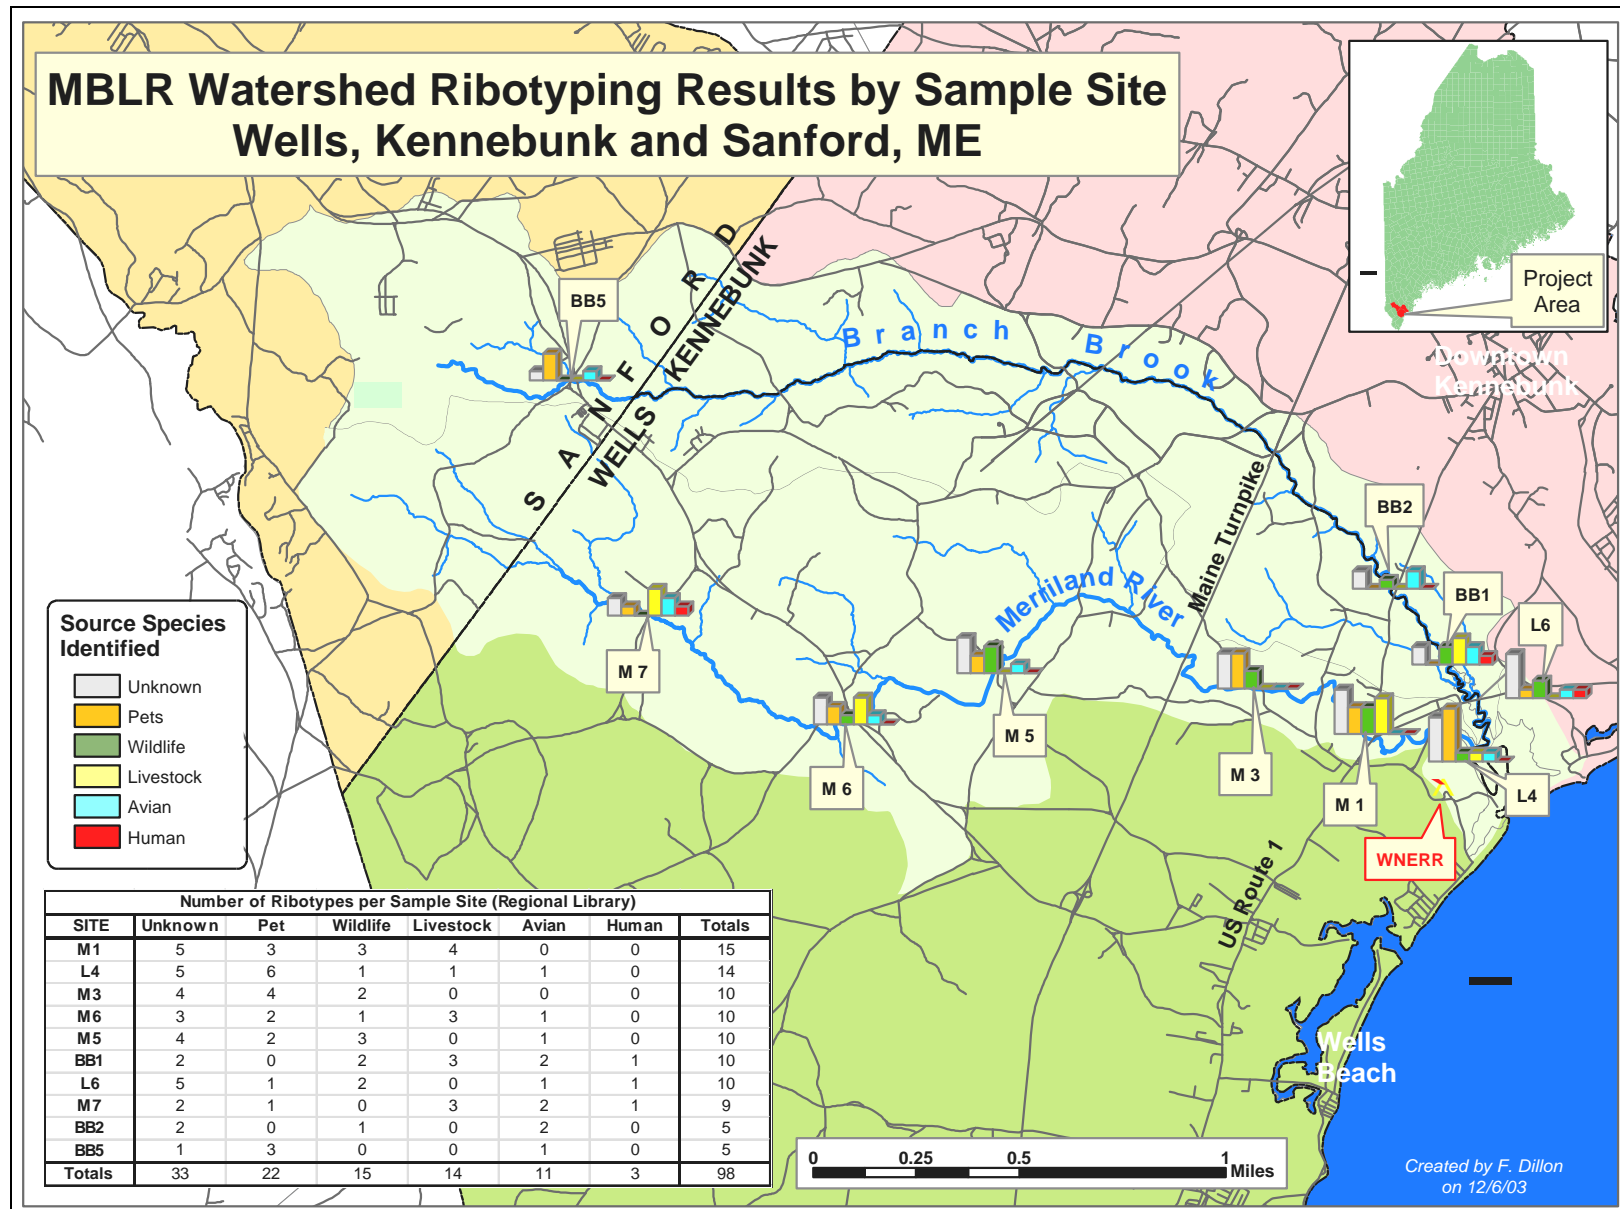 MBLR Watershed Ribotyping Results by Sample Site
Wells, Kennebunk and Sanford, ME
Project
Area
Downtown
Kennebunk
SANFORD
KENNEBUNK
WELLS
Branch Brook
Merriland River
Maine Turnpike
US Route 1
BB5
BB2
BB1
L6
M 7
M 6
M 5
M 3
M 1
L4
WNERR
Wells
Beach
Source Species
Identified
Unknown
Pets
Wildlife
Livestock
Avian
Human
Number of Ribotypes per Sample Site (Regional Library)
SITE Unknown Pet Wildlife Livestock Avian Human Totals
M1 5 3 3 4 0 0 15
L4 5 6 1 1 1 0 14
M3 4 4 2 0 0 0 10
M6 3 2 1 3 1 0 10
M5 4 2 3 0 1 0 10
BB1 2 0 2 3 2 1 10
L6 5 1 2 0 1 1 10
M7 2 1 0 3 2 1 9
BB2 2 0 1 0 2 0 5
BB5 1 3 0 0 1 0 5
Totals 33 22 15 14 11 3 98
0 0.25 0.5 1
Miles
Created by F. Dillon
on 12/6/03